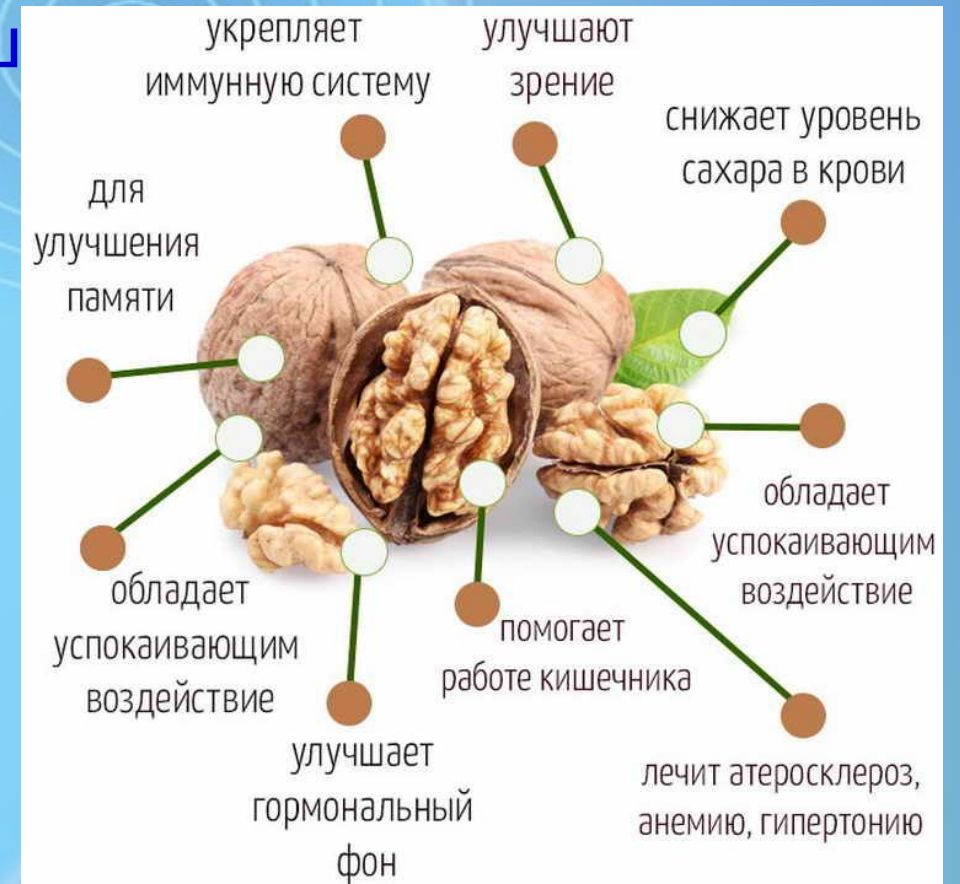 укрепляет
иммунную систему
улучшают
зрение
снижает уровень
сахара в крови
для
улучшения
памяти
обладает
успокаивающим
воздействие
обладает
успокаивающим
воздействие
помогает
работе кишечника
улучшает
гормональный
фон
лечит атеросклероз,
анемию, гипертонию